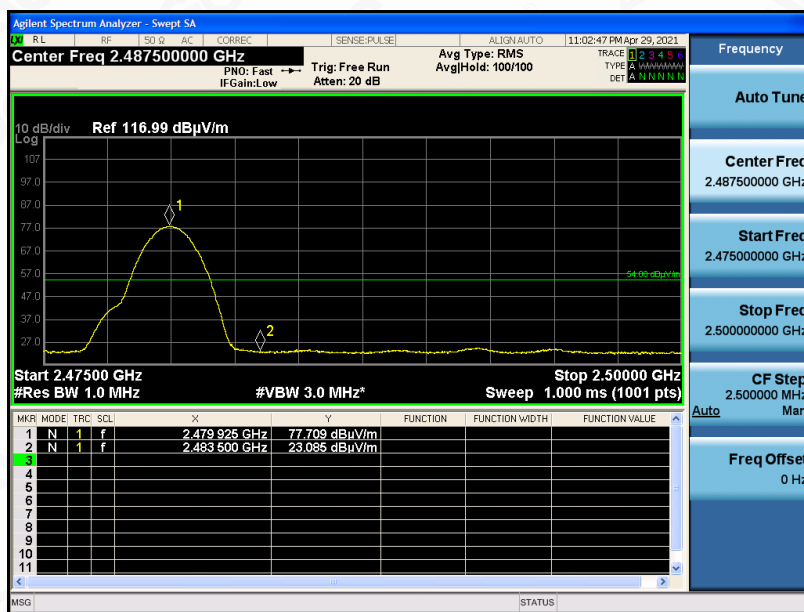 Agilent Spectrum Analyzer - Swept SA
LXI RL RF 50 Ω AC CORREC SENSE:PULSE ALIGN AUTO 11:02:47 PM Apr 29, 2021
Center Freq 2.487500000 GHz
PNO: Fast
IFGain:Low
Trig: Free Run
Atten: 20 dB
Avg Type: RMS
Avg|Hold: 100/100
TRACE 1 2 3 4 5 6
TYPE A WWWWW
DET A N N N N N
10 dB/div Ref 116.99 dBµV/m
Log
107
97.0
87.0
77.0
67.0
57.0
47.0
37.0
27.0
1
2
54.00 dBµV/m
Start 2.47500 GHz Stop 2.50000 GHz
#Res BW 1.0 MHz #VBW 3.0 MHz* Sweep 1.000 ms (1001 pts)
MKR MODE TRC SCL X Y FUNCTION FUNCTION WIDTH FUNCTION VALUE
1 N 1 f 2.479 925 GHz 77.709 dBµV/m
2 N 1 f 2.483 500 GHz 23.085 dBµV/m
3
4
5
6
7
8
9
10
11
MSG STATUS
Frequency
Auto Tune
Center Freq
2.487500000 GHz
Start Freq
2.475000000 GHz
Stop Freq
2.500000000 GHz
CF Step
2.500000 MHz
Auto Man
Freq Offset
0 Hz